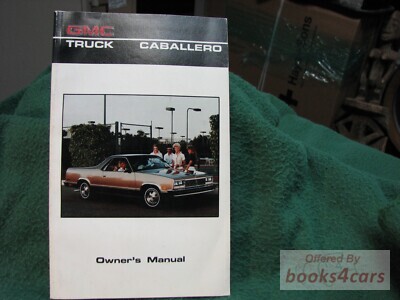 GMC
TRUCK CABALLERO
Owner's Manual
Offered By
books4cars